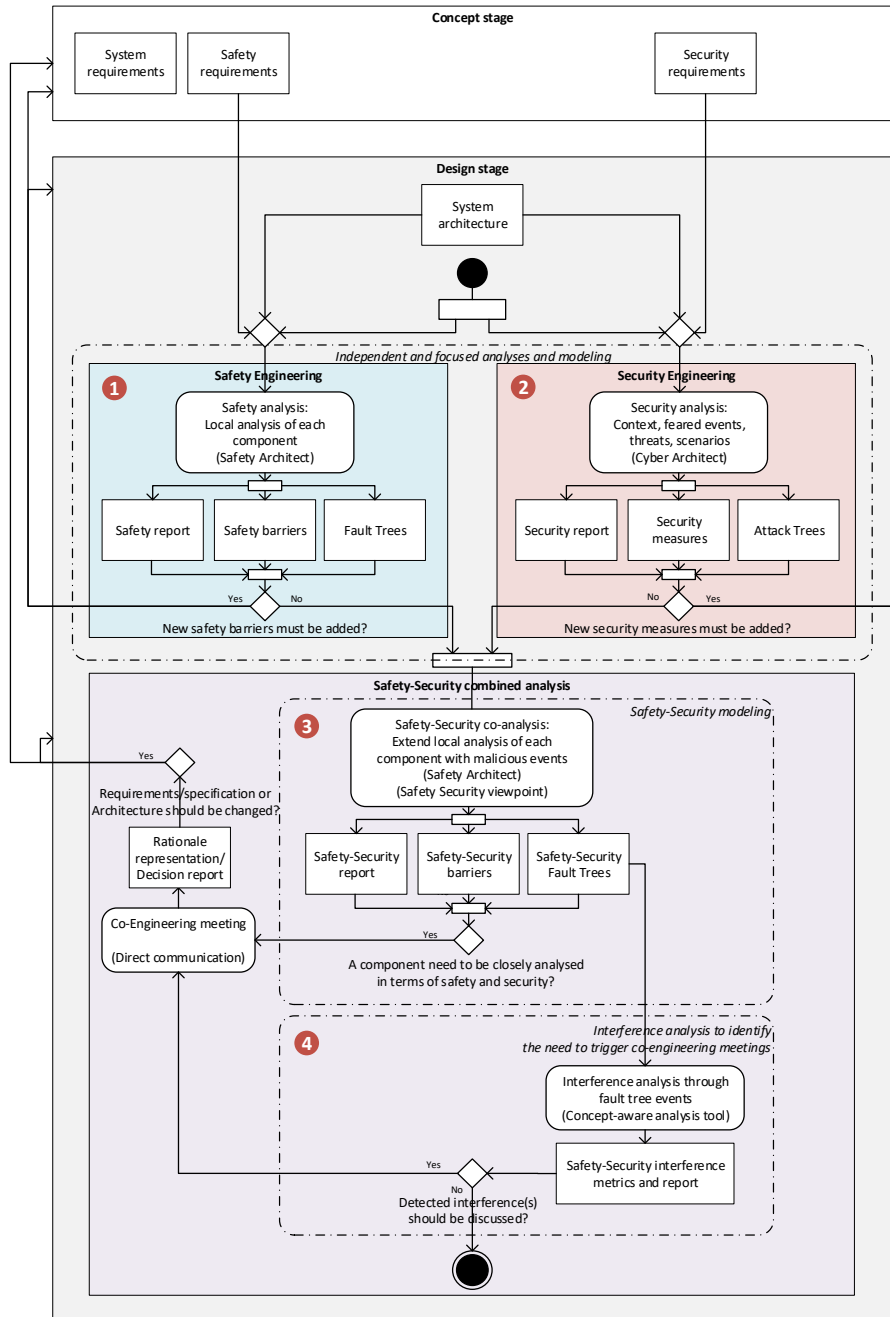 Concept stage
System
requirements
Safety
requirements
Security
requirements
Design stage
System
architecture
Independent and focused analyses and modeling
1
Safety Engineering
Safety analysis:
Local analysis of each
component
(Safety Architect)
Safety report
Safety barriers
Fault Trees
Yes
No
New safety barriers must be added?
2
Security Engineering
Security analysis:
Context, feared events,
threats, scenarios
(Cyber Architect)
Security report
Security
measures
Attack Trees
No
Yes
New security measures must be added?
Safety-Security combined analysis
3
Safety-Security modeling
Safety-Security co-analysis:
Extend local analysis of each
component with malicious events
(Safety Architect)
(Safety Security viewpoint)
Safety-Security
report
Safety-Security
barriers
Safety-Security
Fault Trees
Yes
A component need to be closely analysed
in terms of safety and security?
Yes
Requirements/specification or
Architecture should be changed?
Rationale
representation/
Decision report
Co-Engineering meeting
(Direct communication)
4
Interference analysis to identify
the need to trigger co-engineering meetings
Interference analysis through
fault tree events
(Concept-aware analysis tool)
Safety-Security interference
metrics and report
Yes
No
Detected interference(s)
should be discussed?